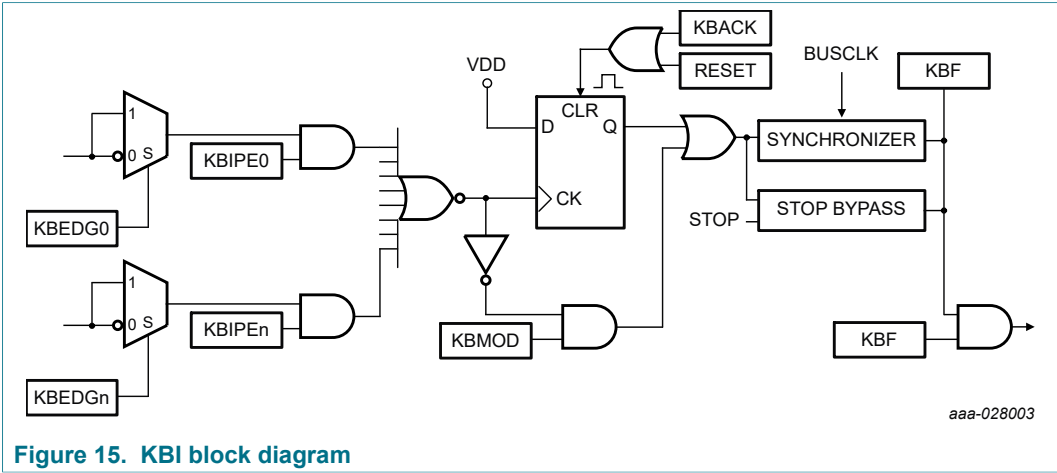 KBACK
RESET
VDD
BUSCLK
KBF
CLR
D
Q
CK
1
0
S
KBIPE0
KBEDG0
SYNCHRONIZER
STOP BYPASS
STOP
1
0
S
KBIPEn
KBEDGn
KBMOD
KBF
aaa-028003
Figure 15. KBI block diagram